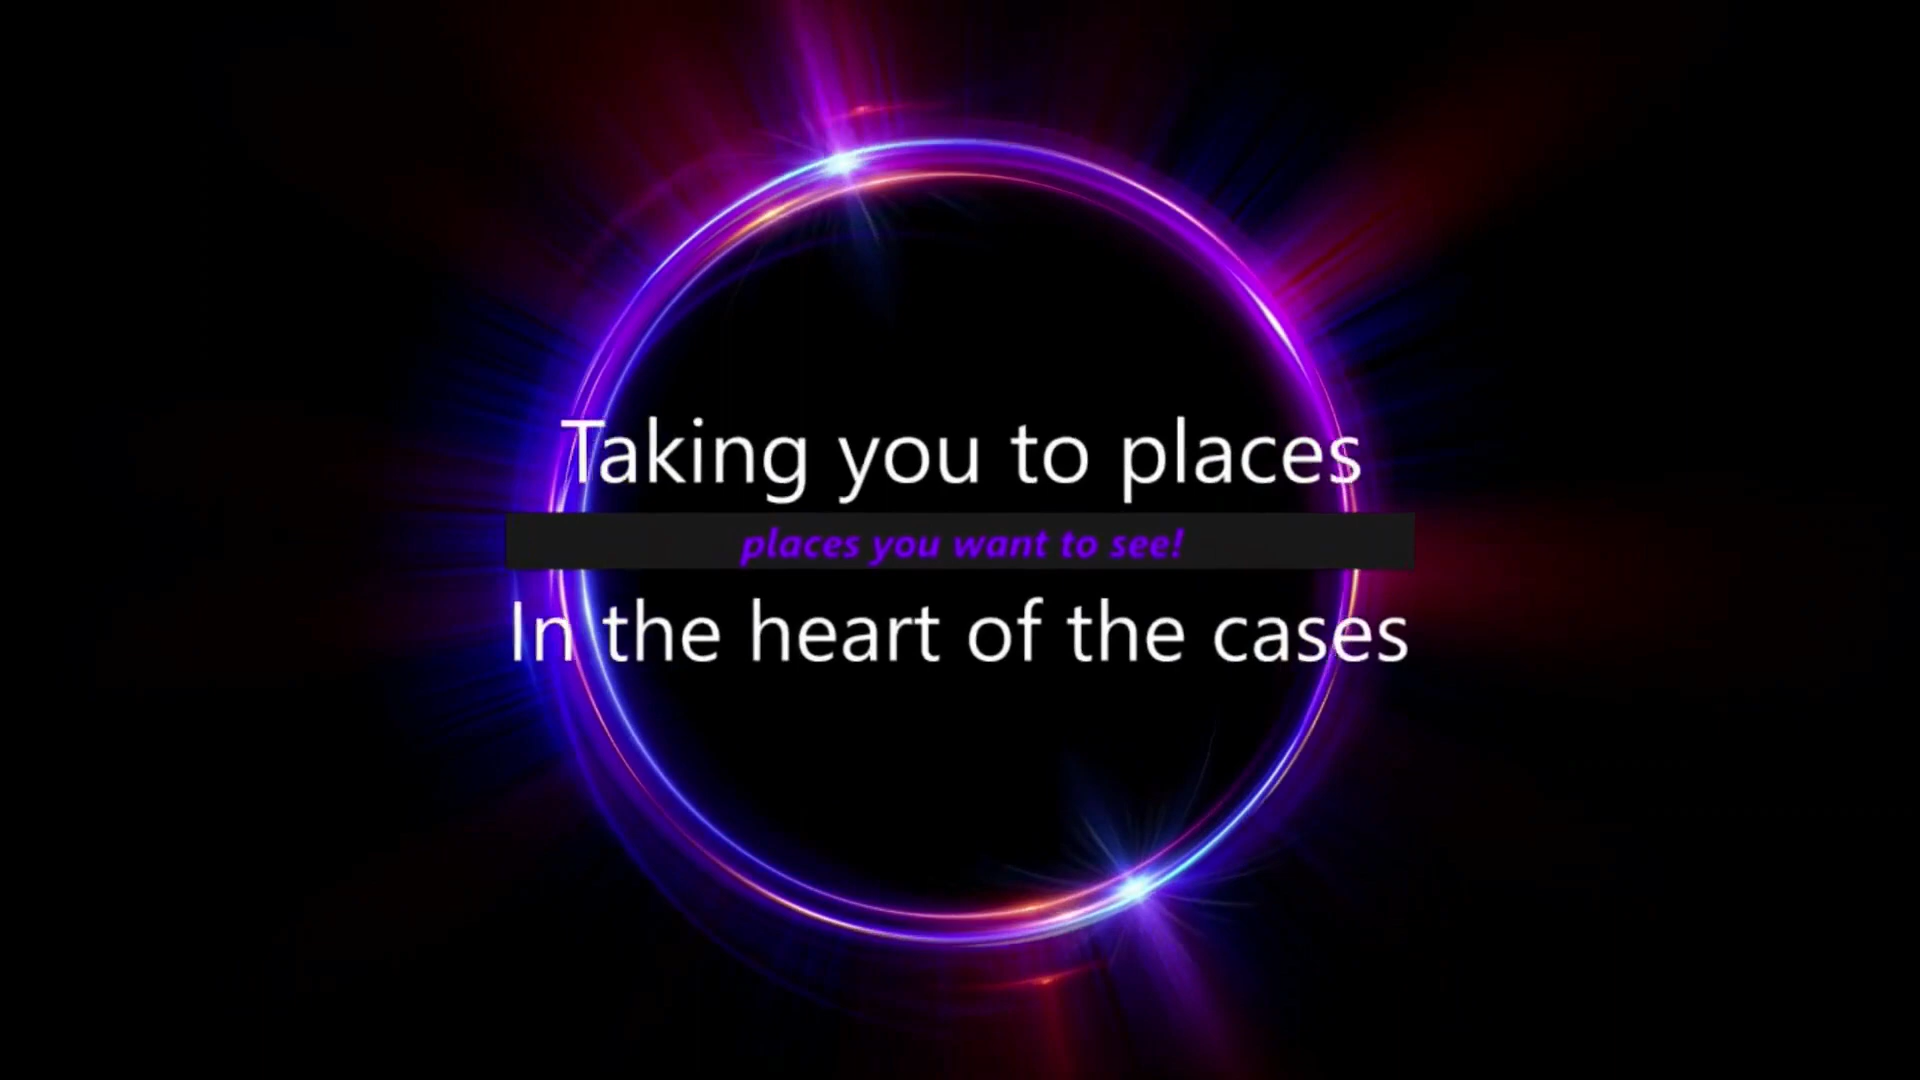 Taking you to places
places you want to see!
In the heart of the cases